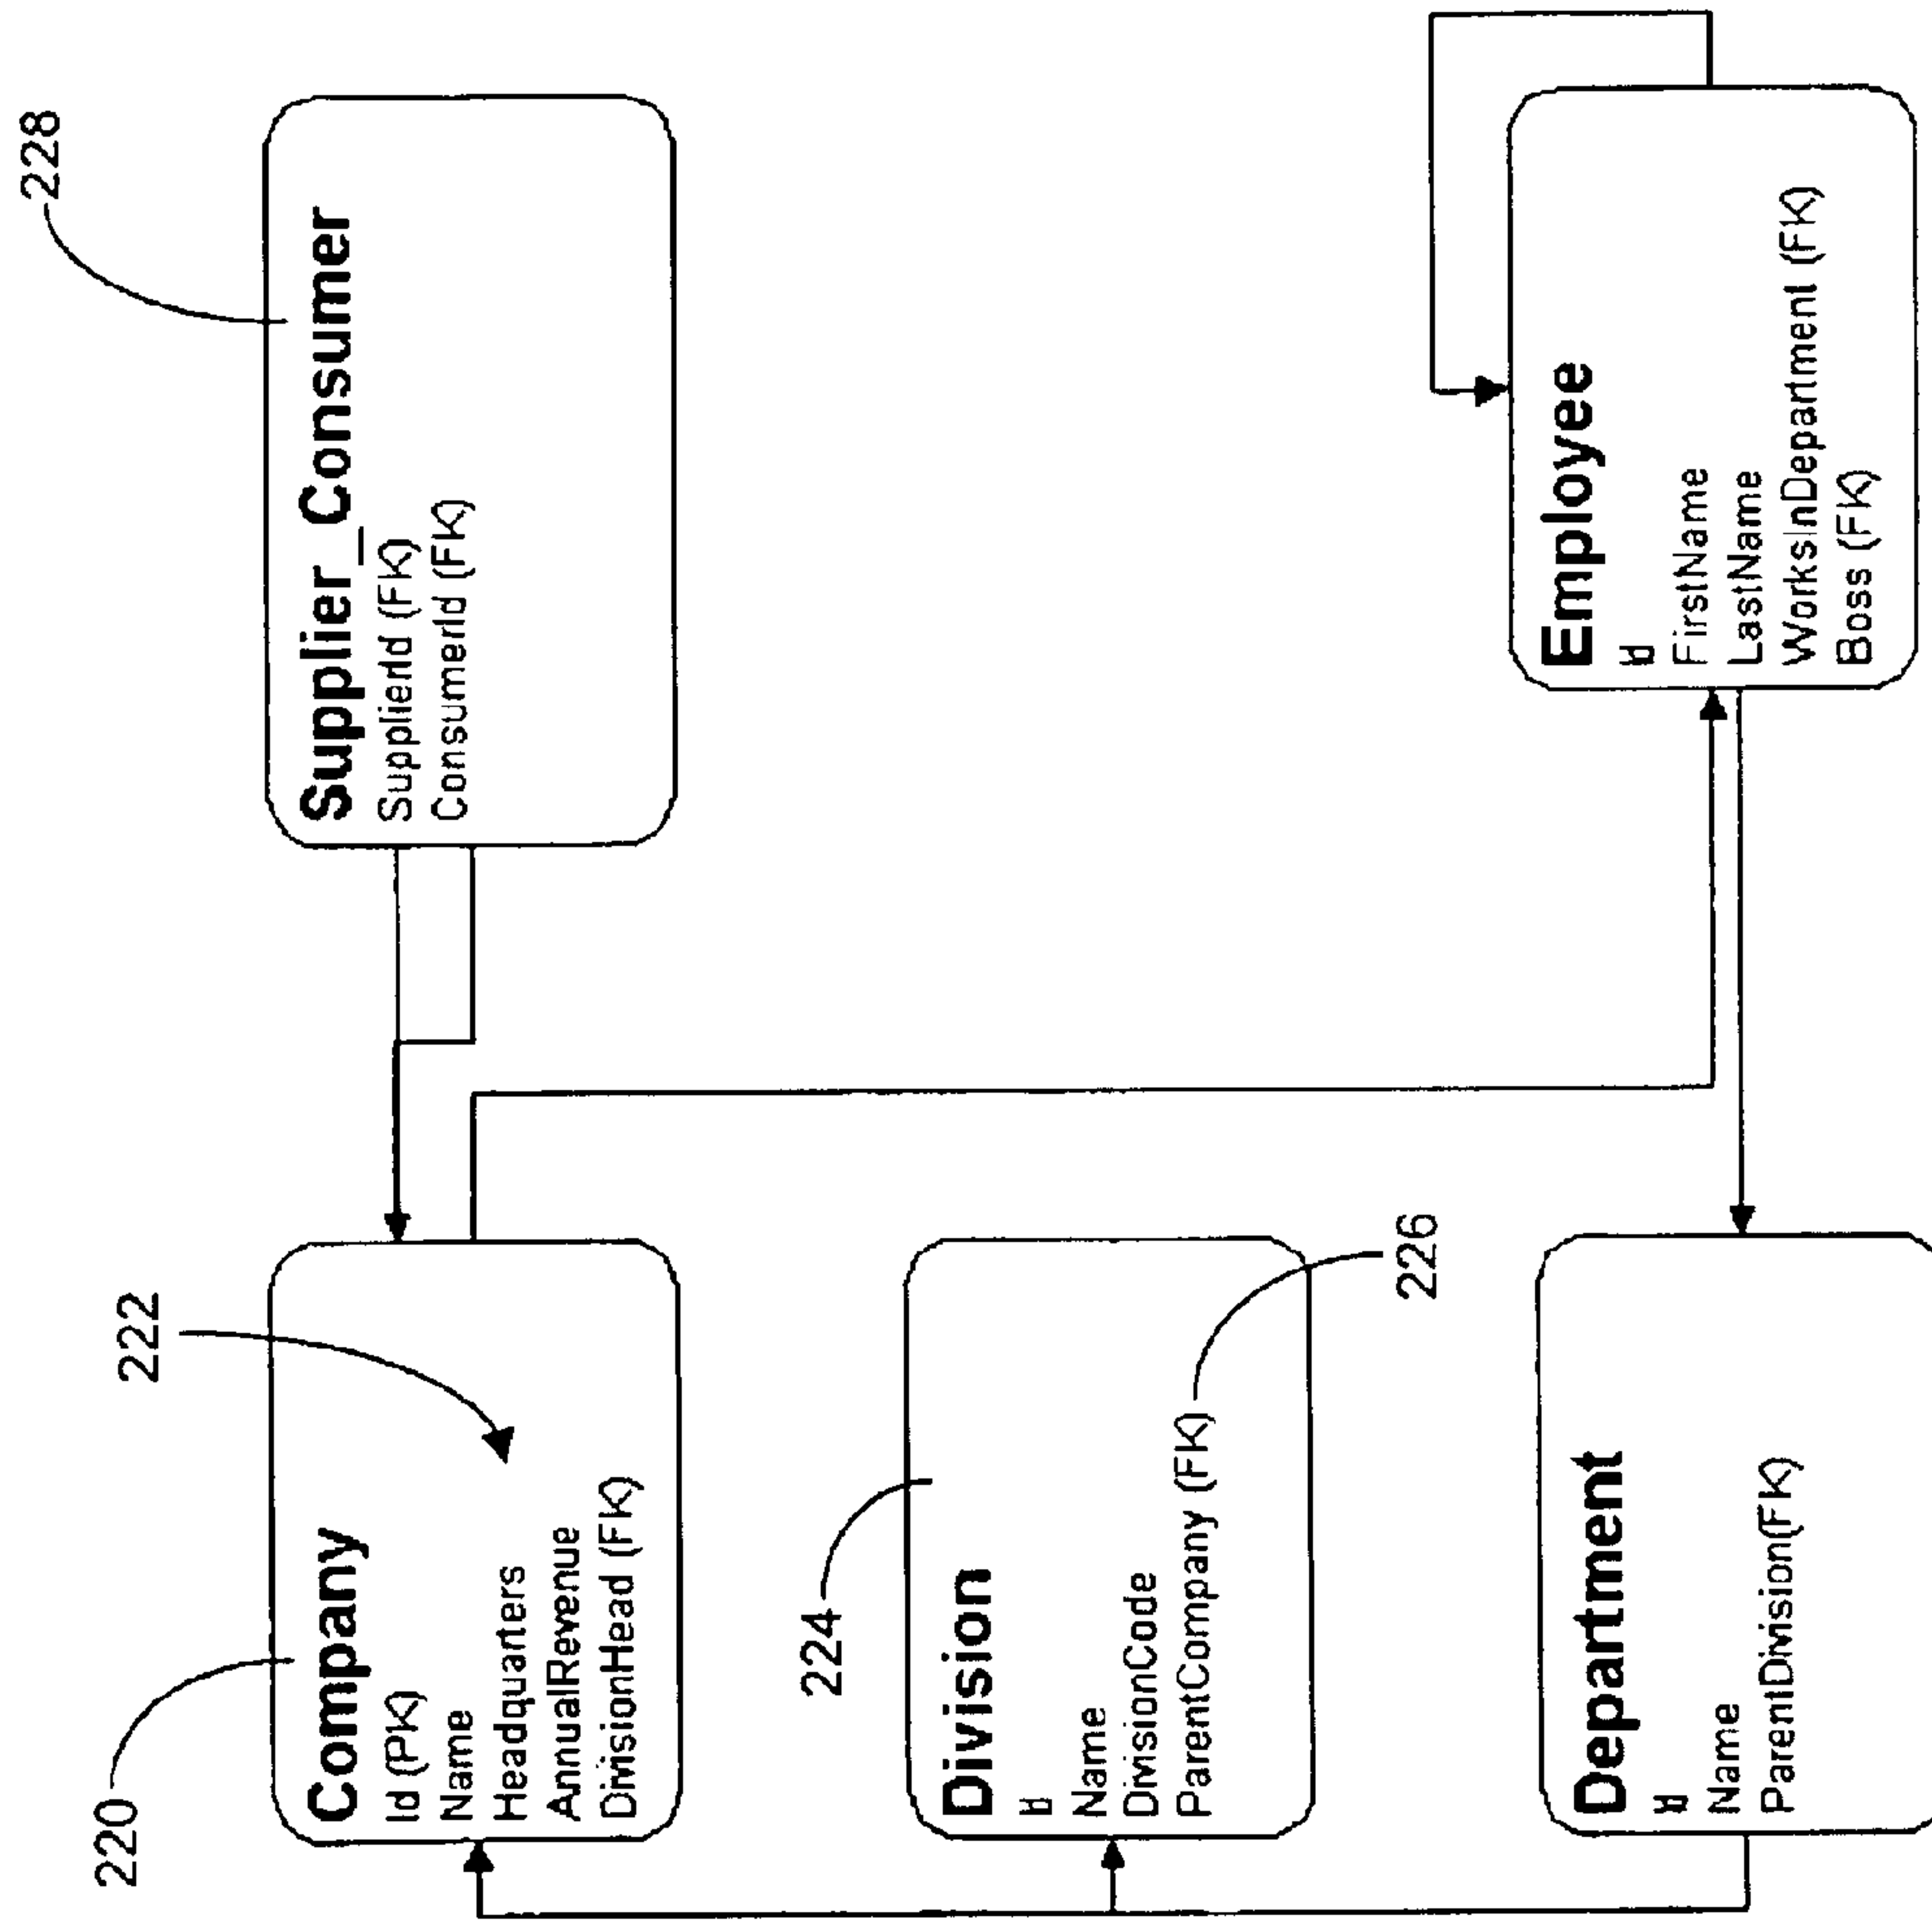 220
222
Company
Id (PK)
Name
Headquarters
AnnualRevenue
DivisionHead (FK)
228
Supplier_Consumer
SupplierId (FK)
ConsumerId (FK)
224
Division
Id
Name
DivisionCode
ParentCompany (FK)
226
Department
Id
Name
ParentDivision(FK)
Employee
Id
FirstName
LastName
WorksInDepartment (FK)
Boss (FK)